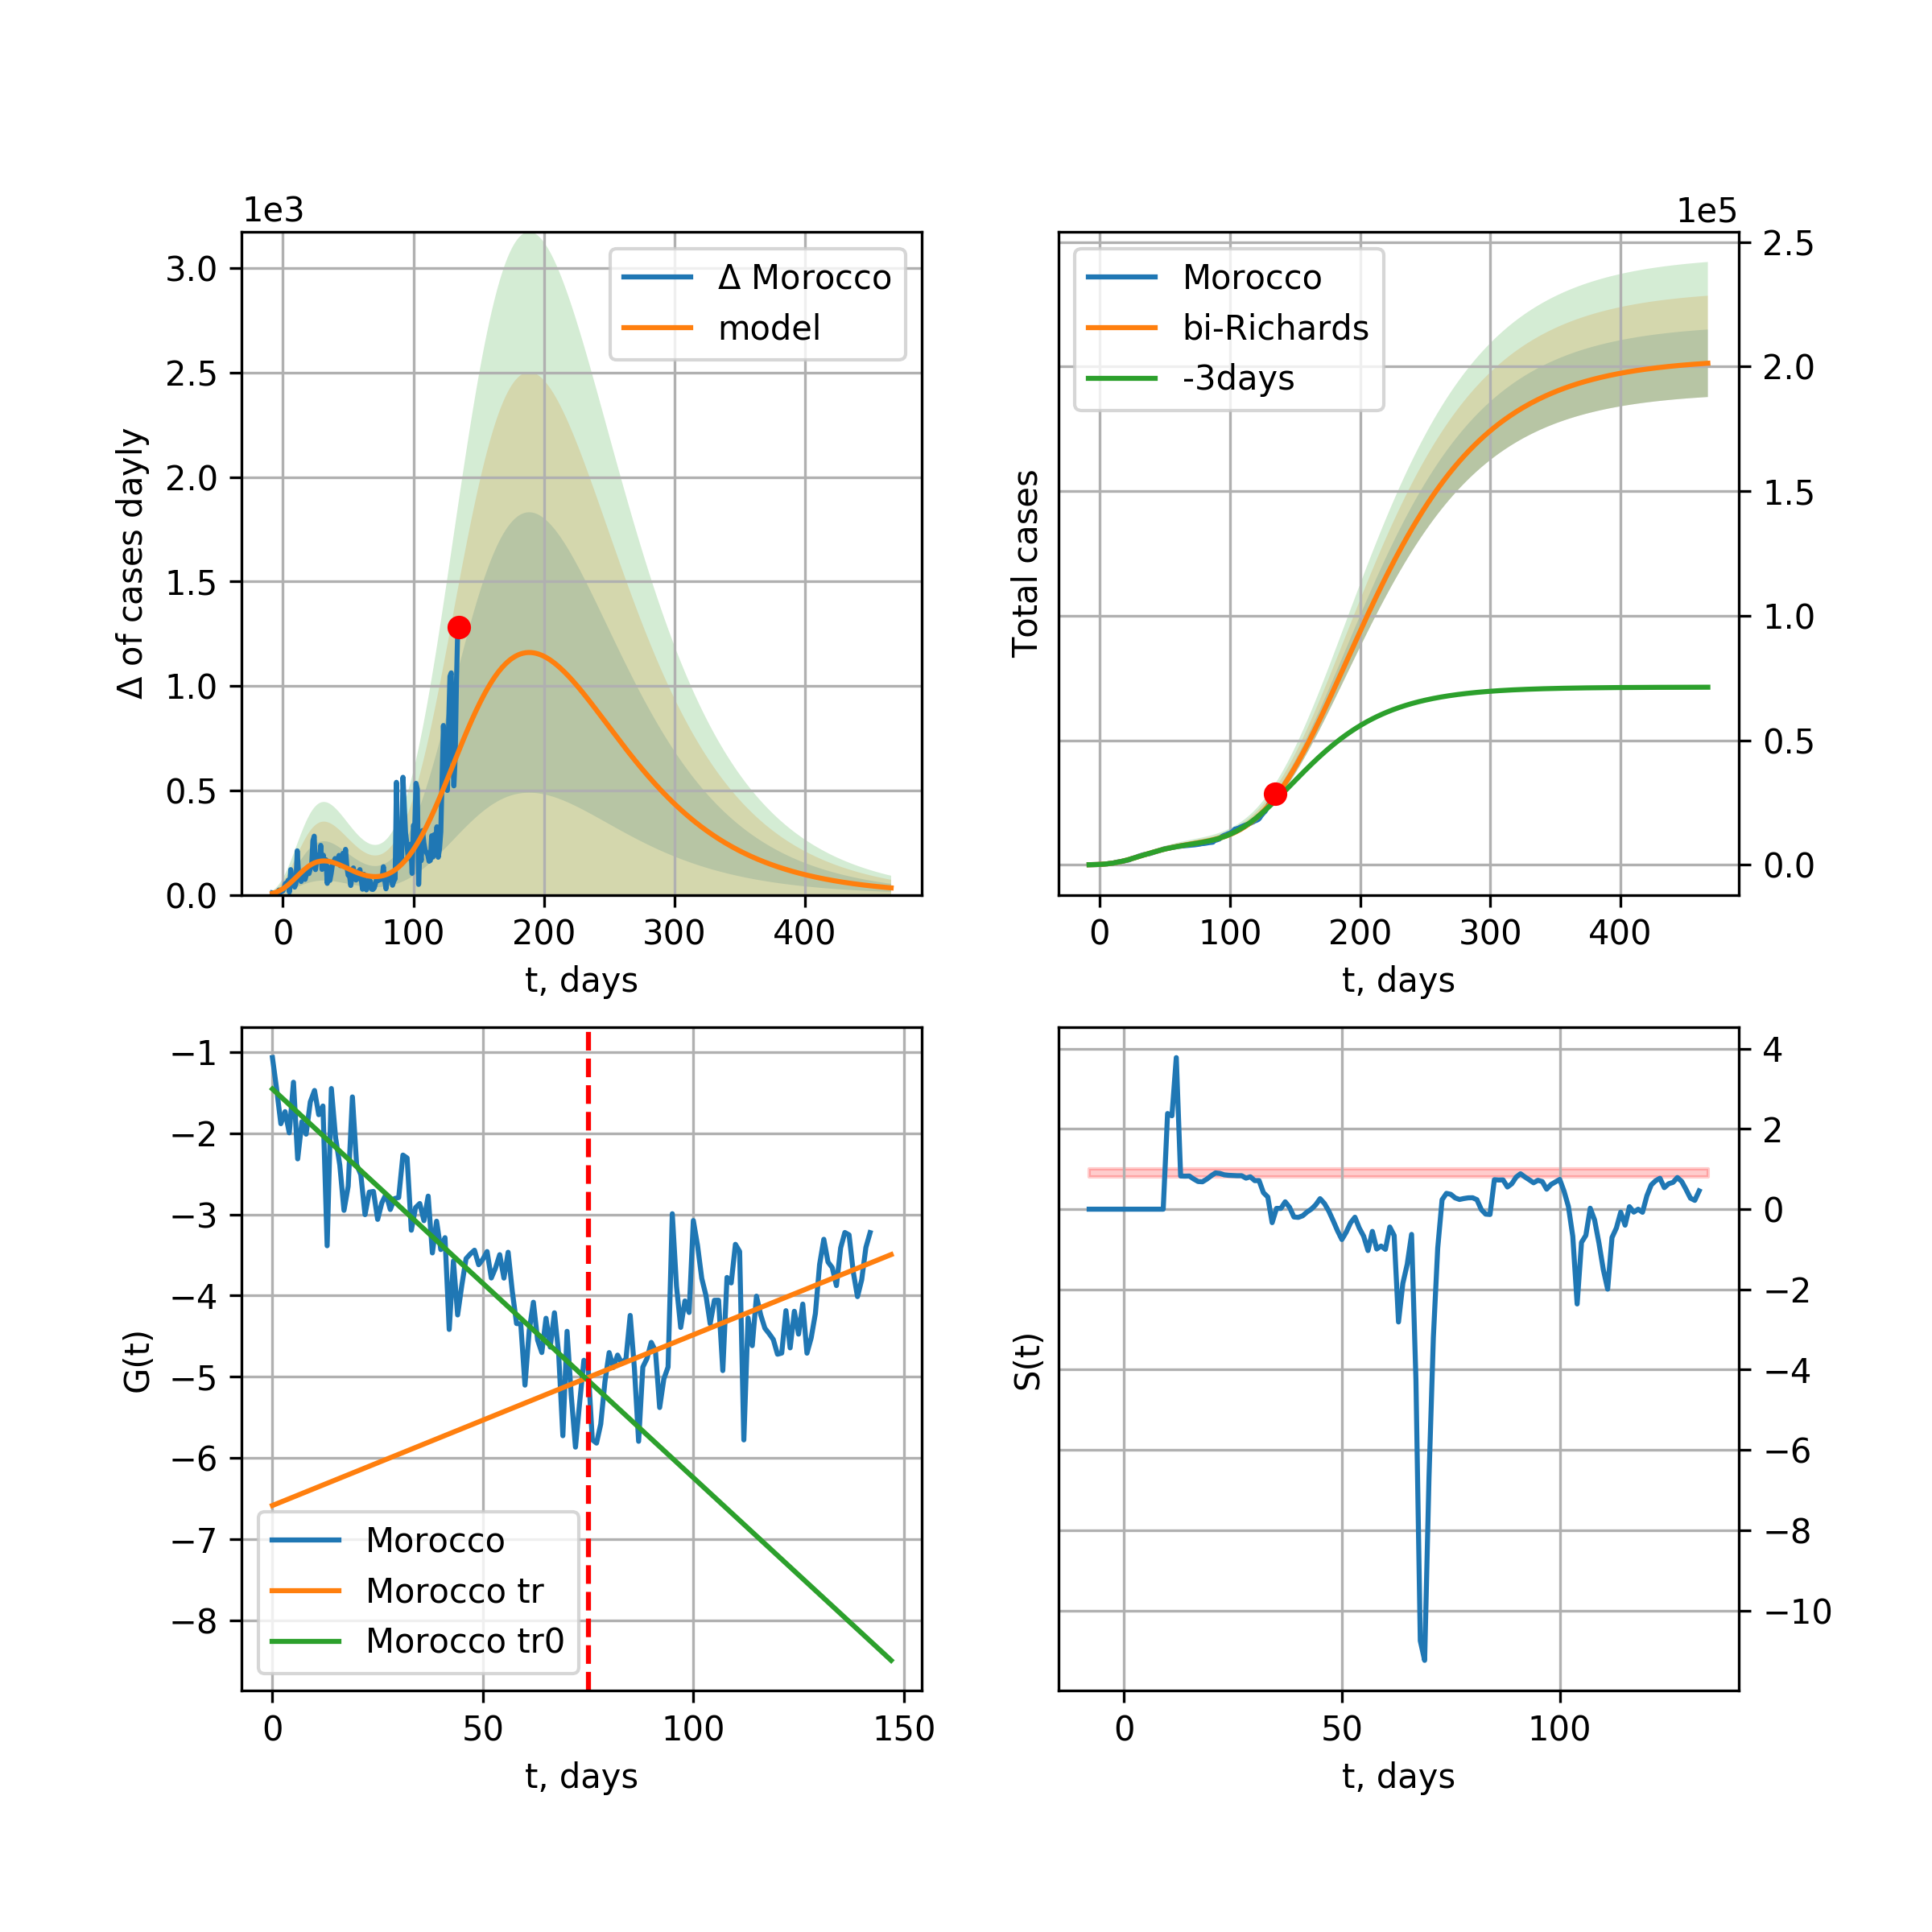 1e3
Δ of cases dayly
3.0
2.5
2.0
1.5
1.0
0.5
0.0
0 100 200 300 400
t, days
Δ Morocco
model
1e5
Total cases
2.5
2.0
1.5
1.0
0.5
0.0
0 100 200 300 400
t, days
Morocco
bi-Richards
-3days
G(t)
−1
−2
−3
−4
−5
−6
−7
−8
0 50 100 150
t, days
Morocco
Morocco tr
Morocco tr0
S(t)
4
2
0
−2
−4
−6
−8
−10
0 50 100
t, days